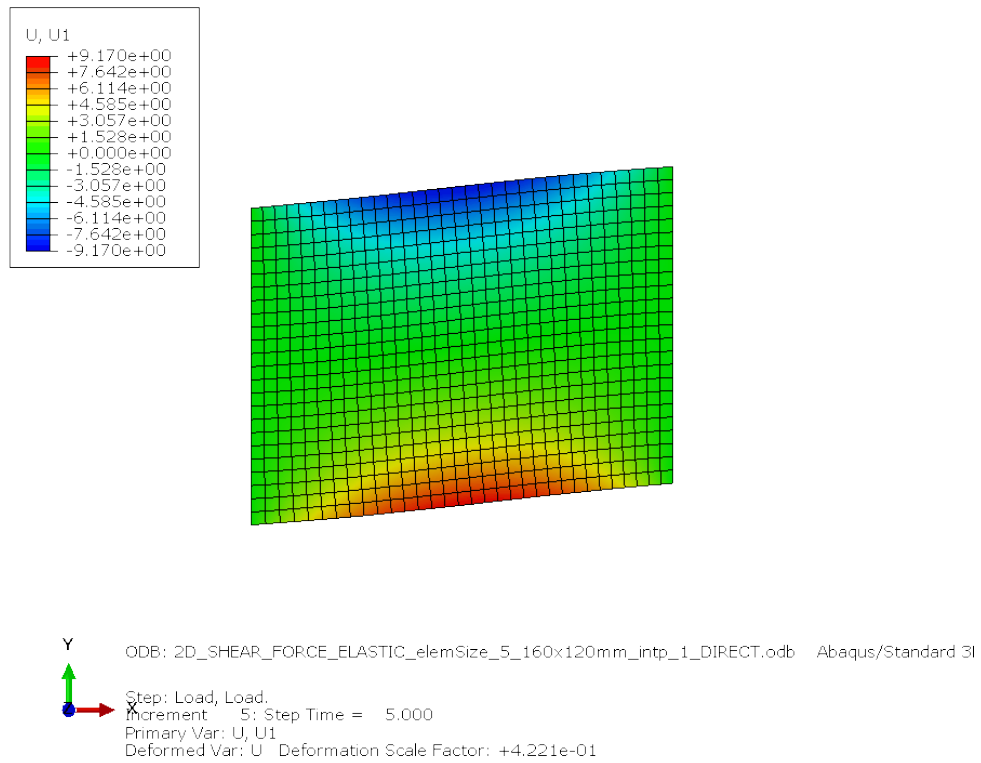 U, U1
+9.170e+00
+7.642e+00
+6.114e+00
+4.585e+00
+3.057e+00
+1.528e+00
+0.000e+00
-1.528e+00
-3.057e+00
-4.585e+00
-6.114e+00
-7.642e+00
-9.170e+00
Y
X
ODB: 2D_SHEAR_FORCE_ELASTIC_elemSize_5_160x120mm_intp_1_DIRECT.odb Abaqus/Standard
Step: Load, Load.
Increment 5: Step Time = 5.000
Primary Var: U, U1
Deformed Var: U Deformation Scale Factor: +4.221e-01